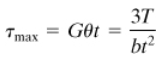 τmax = Gθt = 3T / bt²